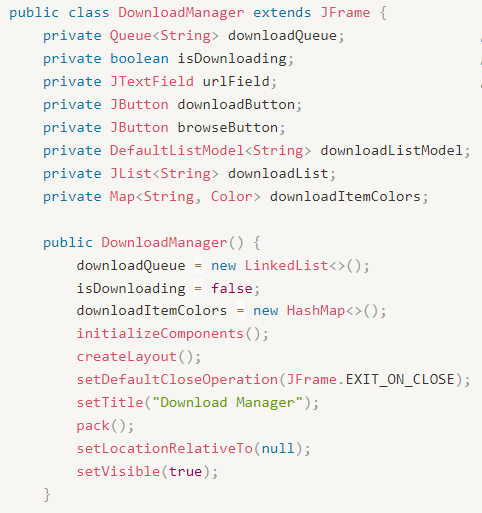 public class DownloadManager extends JFrame {
    private Queue<String> downloadQueue;
    private boolean isDownloading;
    private JTextField urlField;
    private JButton downloadButton;
    private JButton browseButton;
    private DefaultListModel<String> downloadListModel;
    private JList<String> downloadList;
    private Map<String, Color> downloadItemColors;

    public DownloadManager() {
        downloadQueue = new LinkedList<>();
        isDownloading = false;
        downloadItemColors = new HashMap<>();
        initializeComponents();
        createLayout();
        setDefaultCloseOperation(JFrame.EXIT_ON_CLOSE);
        setTitle("Download Manager");
        pack();
        setLocationRelativeTo(null);
        setVisible(true);
    }